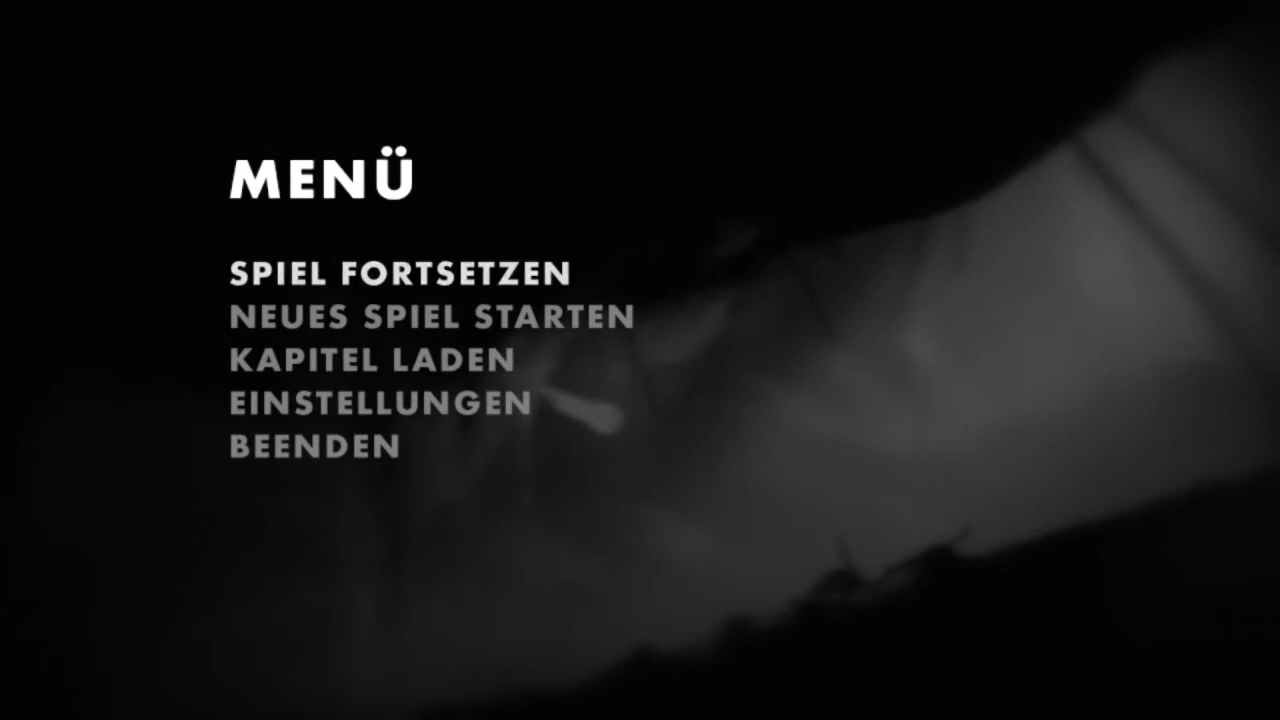 MENÜ
SPIEL FORTSETZEN
NEUES SPIEL STARTEN
KAPITEL LADEN
EINSTELLUNGEN
BEENDEN